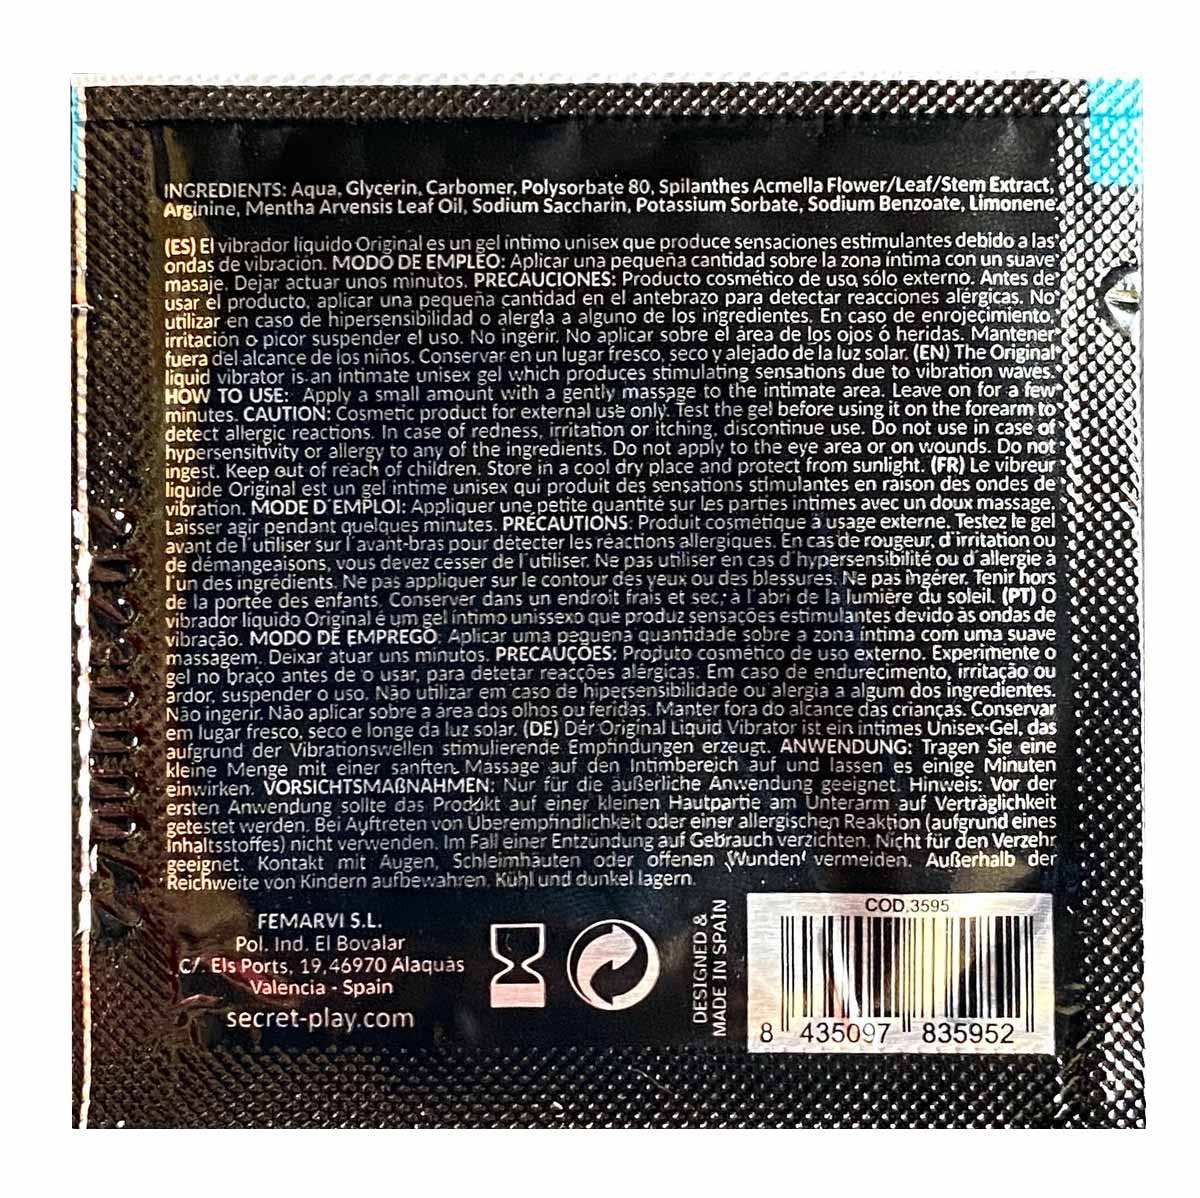 INGREDIENTS: Aqua, Glycerin, Carbomer, Polysorbate 80, Spilanthes Acmella Flower/Leaf/Stem Extract,
Arginine, Mentha Arvensis Leaf Oil, Sodium Saccharin, Potassium Sorbate, Sodium Benzoate, Limonene.
(ES) El vibrador líquido Original es un gel íntimo unisex que produce sensaciones estimulantes debido a las
ondas de vibración. MODO DE EMPLEO: Aplicar una pequeña cantidad sobre la zona íntima con un suave
masaje. Dejar actuar unos minutos. PRECAUCIONES: Producto cosmético de uso sólo externo. Antes de
usar el producto, aplicar una pequeña cantidad en el antebrazo para detectar reacciones alérgicas. No
utilizar en caso de hipersensibilidad o alergia a alguno de los ingredientes. En caso de enrojecimiento,
irritación o picor suspender el uso. No ingerir. No aplicar sobre el área de los ojos ó heridas. Mantener
fuera del alcance de los niños. Conservar en un lugar fresco, seco y alejado de la luz solar. (EN) The Original
liquid vibrator is an intimate unisex gel which produces stimulating sensations due to vibration waves.
HOW TO USE: Apply a small amount with a gently massage to the intimate area. Leave on for a few
minutes. CAUTION: Cosmetic product for external use only. Test the gel before using it on the forearm to
detect allergic reactions. In case of redness, irritation or itching, discontinue use. Do not use in case of
hypersensitivity or allergy to any of the ingredients. Do not apply to the eye area or on wounds. Do not
ingest. Keep out of reach of children. Store in a cool dry place and protect from sunlight. (FR) Le vibreur
liquide Original est un gel intime unisex qui produit des sensations stimulantes en raison des ondes de
vibration. MODE D´EMPLOI: Appliquer une petite quantité sur les parties intimes avec un doux massage.
Laisser agir pendant quelques minutes. PRÉCAUTIONS: Produit cosmétique à usage externe. Testez le gel
avant de l´utiliser sur l´avant-bras pour détecter les réactions allergiques. En cas de rougeur, d´irritation ou
de démangeaisons, vous devez cesser de l´utiliser. Ne pas utiliser en cas d´hypersensibilité ou d´allergie à
l´un des ingrédients. Ne pas appliquer sur le contour des yeux ou des blessures. Ne pas ingérer. Tenir hors
de la portée des enfants. Conserver dans un endroit frais et sec, à l´abri de la lumière du soleil. (PT) O
vibrador líquido Original é um gel íntimo unissexo que produz sensações estimulantes devido às ondas de
vibração. MODO DE EMPREGO: Aplicar uma pequena quantidade sobre a zona íntima com uma suave
massagem. Deixar atuar uns minutos. PRECAUÇÕES: Produto cosmético de uso externo. Experimente o
gel no braço antes de o usar, para detetar reacções alérgicas. Em caso de endurecimento, irritação ou
ardor, suspender o uso. Não utilizar em caso de hipersensibilidade ou alergia a algum dos ingredientes.
Não ingerir. Não aplicar sobre a área dos olhos ou feridas. Manter fora do alcance das crianças. Conservar
em lugar fresco, seco e longe da luz solar. (DE) Der Original Liquid Vibrator ist ein intimes Unisex-Gel, das
aufgrund der Vibrationswellen stimulierende Empfindungen erzeugt. ANWENDUNG: Tragen Sie eine
kleine Menge mit einer sanften Massage auf den Intimbereich auf und lassen es einige Minuten
einwirken. VORSICHTSMAßNAHMEN: Nur für die äußerliche Anwendung geeignet. Hinweis: Vor der
ersten Anwendung sollte das Produkt auf einer kleinen Hautpartie am Unterarm auf Verträglichkeit
getestet werden. Bei Auftreten von Überempfindlichkeit oder einer allergischen Reaktion (aufgrund eines
Inhaltsstoffes) nicht verwenden. Im Fall einer Entzundung auf Gebrauch verzichten. Nicht für den Verzehr
geeignet. Kontakt mit Augen, Schleimhäuten oder offenen Wunden vermeiden. Außerhalb der
Reichweite von Kindern aufbewahren. Kühl und dunkel lagern.
FEMARVI S.L.
Pol. Ind. El Bovalar
C/. Els Ports, 19,46970 Alaquàs
Valencia - Spain
secret-play.com
DESIGNED &
MADE IN SPAIN
COD.3595
8 435097 835952